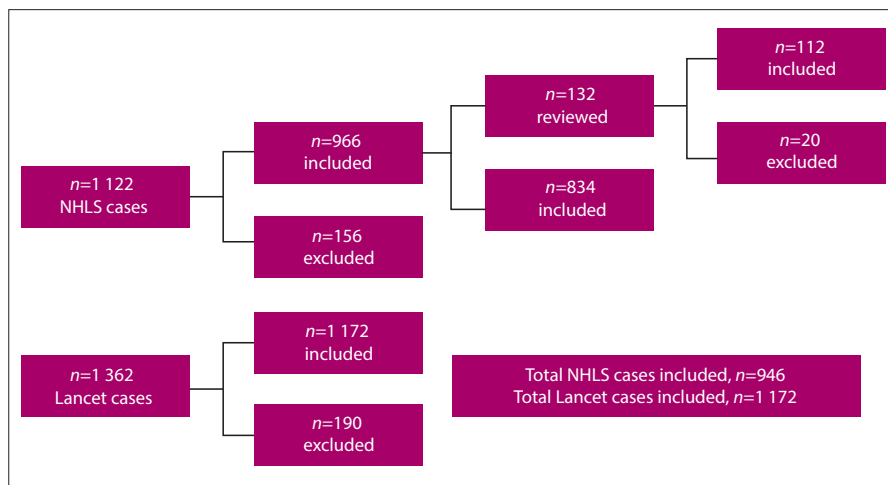 n=1 122
NHLS cases
n=966
included
n=156
excluded
n=132
reviewed
n=834
included
n=112
included
n=20
excluded
n=1 362
Lancet cases
n=1 172
included
n=190
excluded
Total NHLS cases included, n=946
Total Lancet cases included, n=1 172